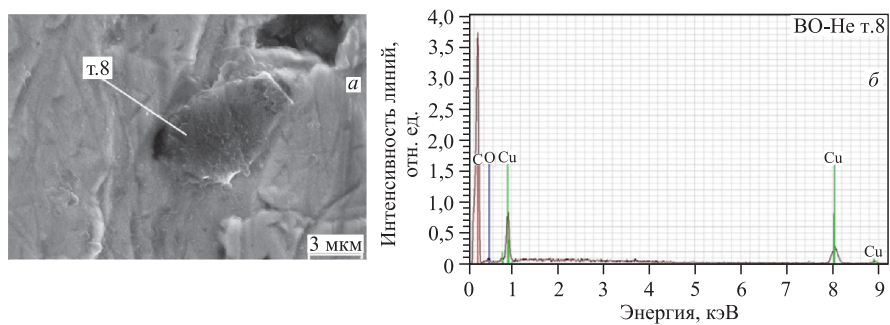 т.8
а
3 мкм
Интенсивность линий,
отн. ед.
4,0
3,5
3,0
2,5
2,0
1,5
1,0
0,5
0
ВО-Не т.8
б
С O Cu
Cu
Cu
0 1 2 3 4 5 6 7 8 9
Энергия, кэВ